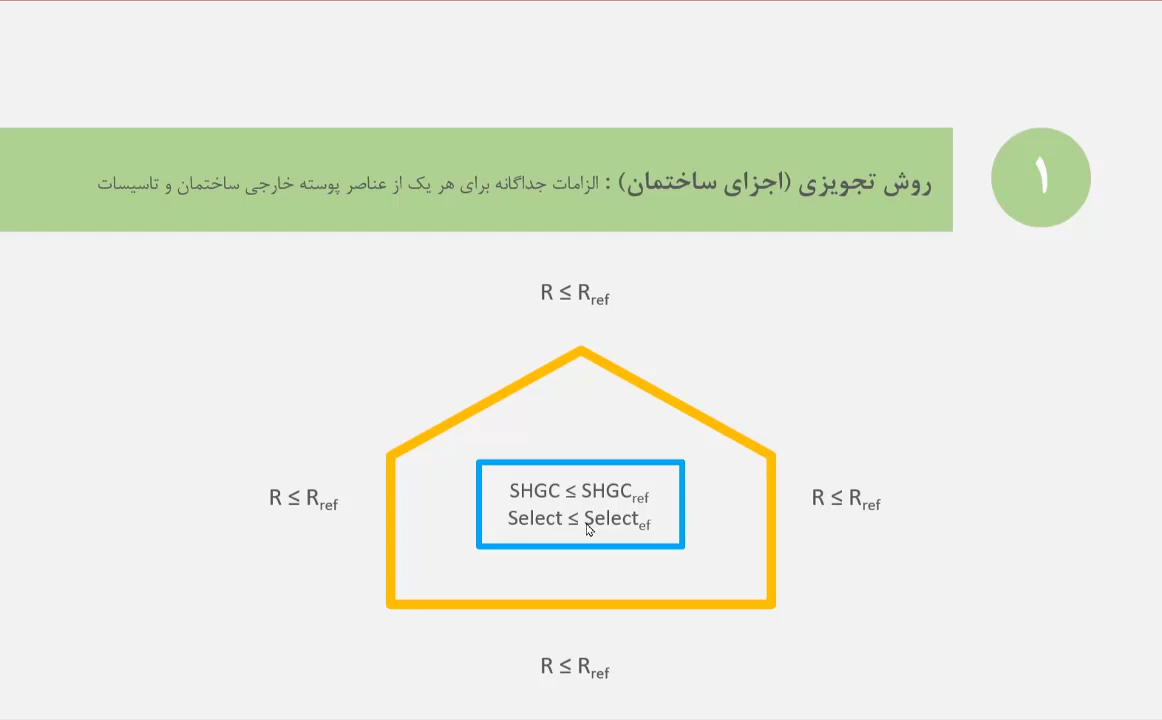 ۱
روش تجویزی (اجزای ساختمان) : الزامات جداگانه برای هر یک از عناصر پوسته خارجی ساختمان و تاسیسات
R ≤ Rref
R ≤ Rref
SHGC ≤ SHGCref
Select ≤ Selectef
R ≤ Rref
R ≤ Rref